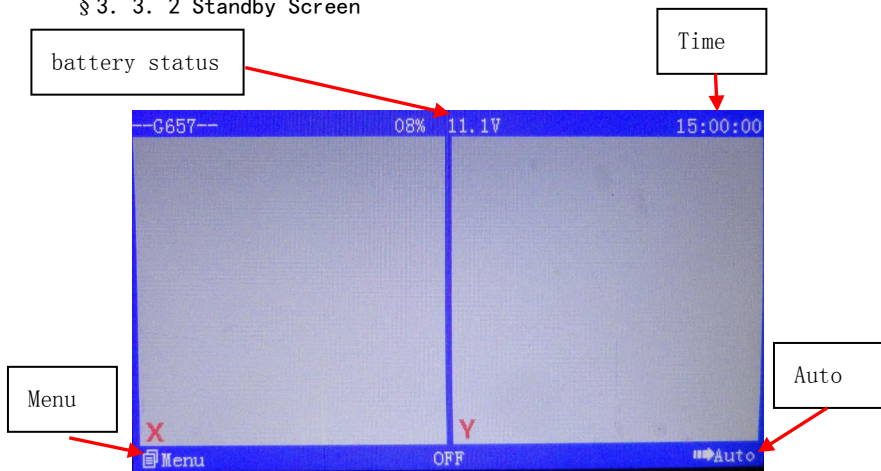 §3. 3. 2 Standby Screen
battery status
Time
--G657-- 08% 11.1V 15:00:00
Menu
Auto
X Y
Menu OFF Auto